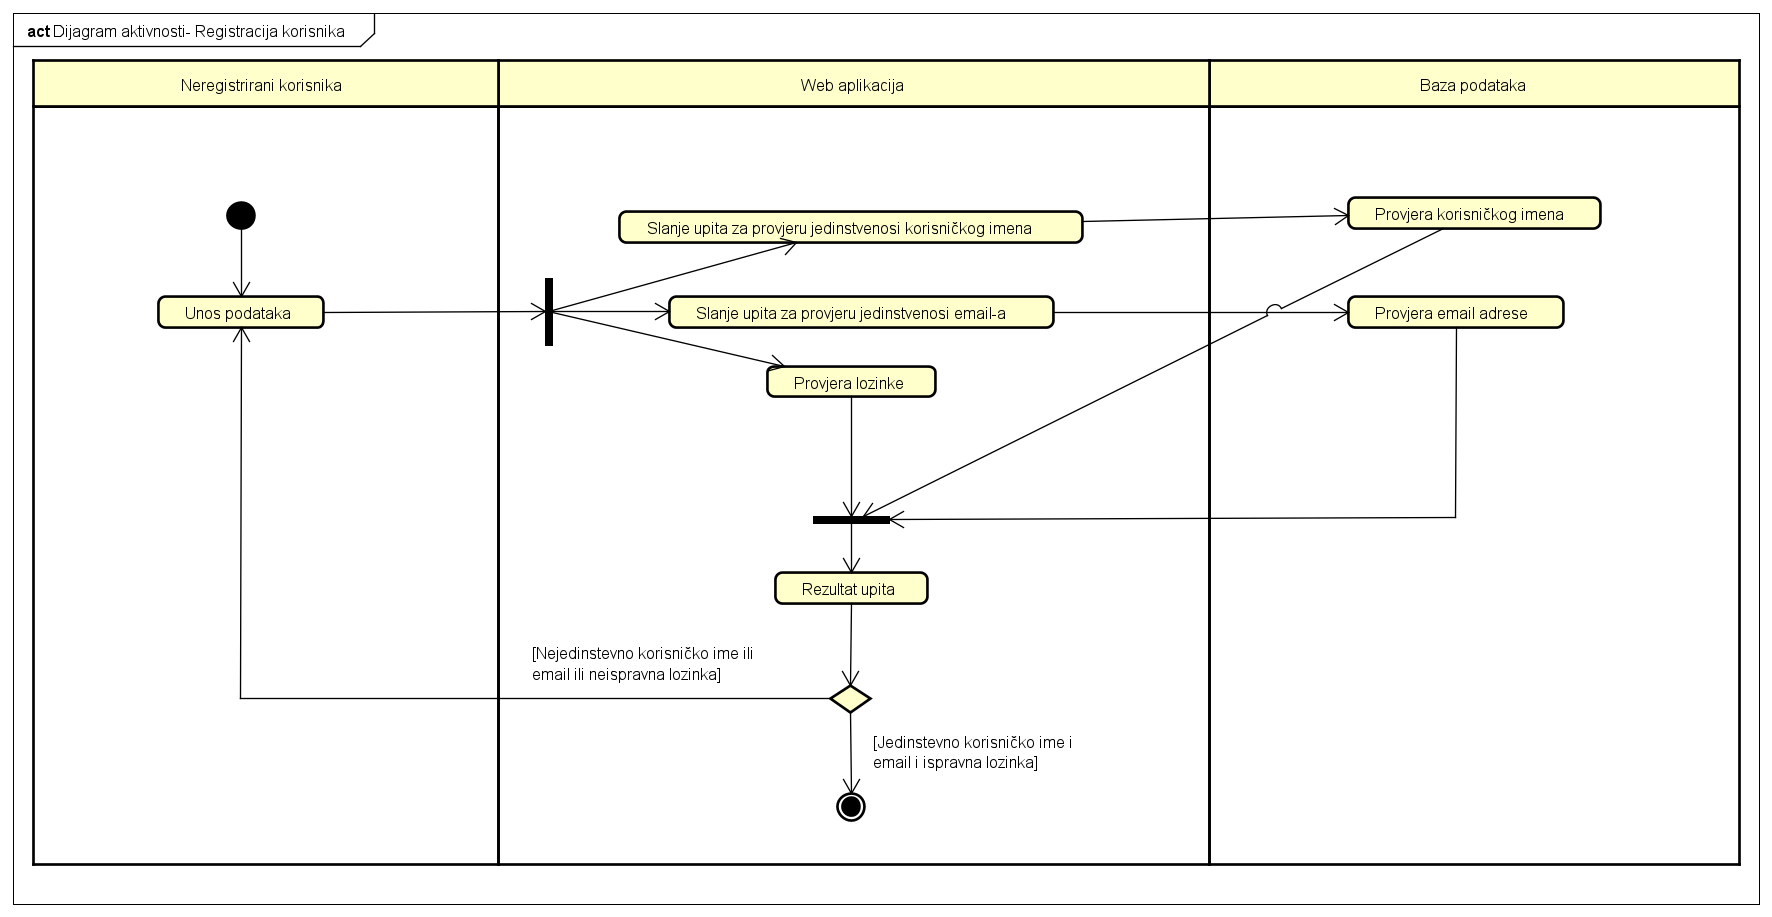 act Dijagram aktivnosti- Registracija korisnika
Neregistrirani korisnika
Web aplikacija
Baza podataka
Slanje upita za provjeru jedinstvenosi korisničkog imena
Provjera korisničkog imena
Unos podataka
Slanje upita za provjeru jedinstvenosi email-a
Provjera email adrese
Provjera lozinke
Rezultat upita
[Nejedinstevno korisničko ime ili
email ili neispravna lozinka]
[Jedinstevno korisničko ime i
email i ispravna lozinka]